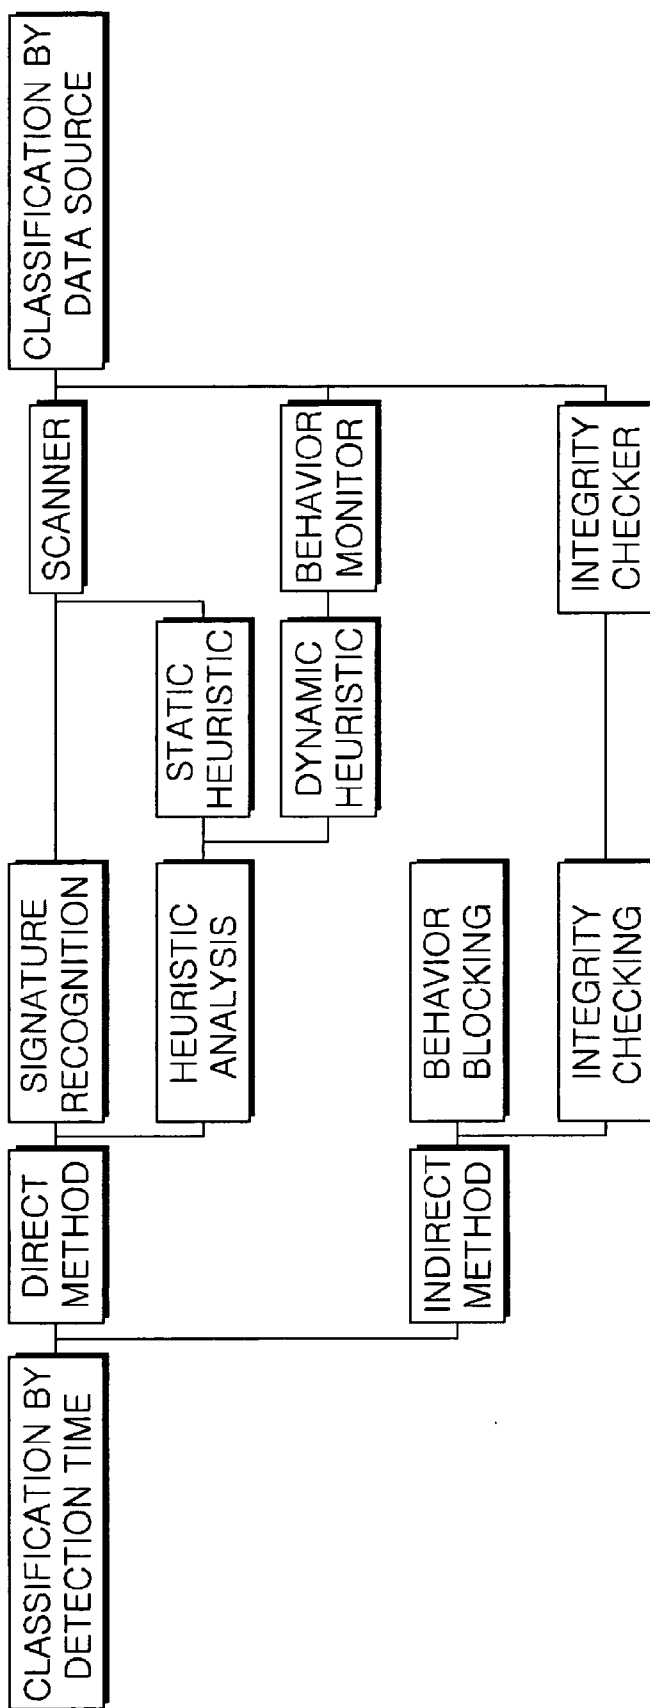 CLASSIFICATION BY
DETECTION TIME
DIRECT
METHOD
SIGNATURE
RECOGNITION
SCANNER
CLASSIFICATION BY
DATA SOURCE
HEURISTIC
ANALYSIS
STATIC
HEURISTIC
DYNAMIC
HEURISTIC
BEHAVIOR
MONITOR
INDIRECT
METHOD
BEHAVIOR
BLOCKING
INTEGRITY
CHECKING
INTEGRITY
CHECKER